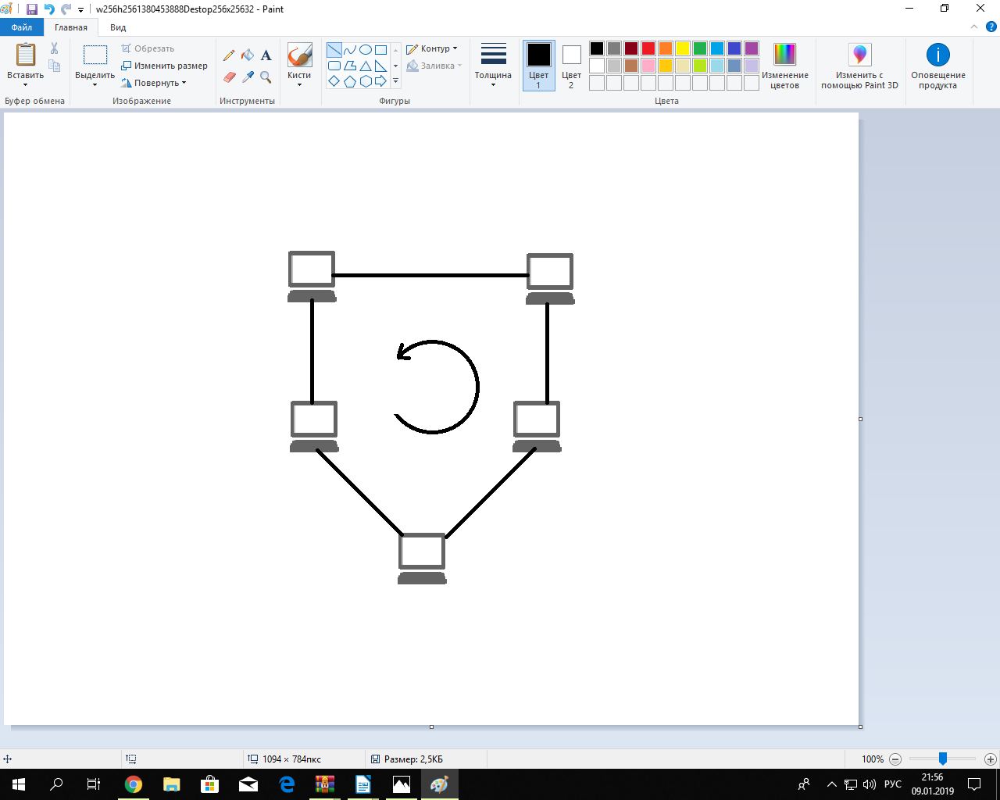 w256h2561380453888Destop256x25632 - Paint
Файл Главная Вид
Вставить
Выделить
Обрезать
Изменить размер
Повернуть
A
Кисти
Контур
Заливка
Толщина
Цвет 1
Цвет 2
Изменение цветов
Изменить с помощью Paint 3D
Оповещение продукта
Буфер обмена Изображение Инструменты Фигуры Цвета
1094 × 784пкс Размер: 2,5КБ 100%
РУС
21:56
09.01.2019